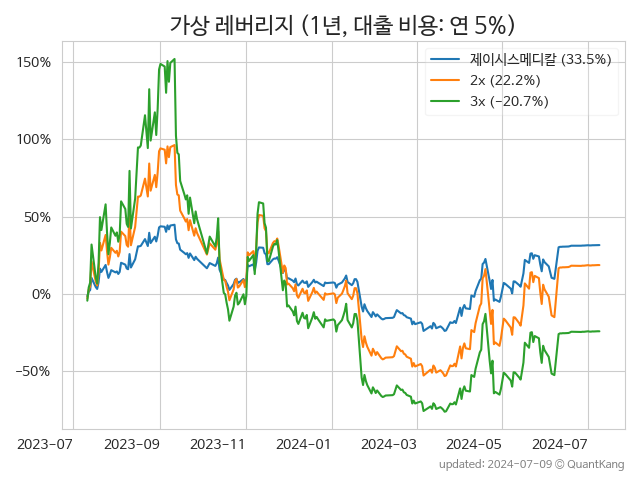 가상 레버리지 (1년, 대출 비용: 연 5%)
제이시스메디칼 (33.5%)
2x (22.2%)
3x (−20.7%)
150%
100%
50%
0%
−50%
2023-07 2023-09 2023-11 2024-01 2024-03 2024-05 2024-07
updated: 2024-07-09 © QuantKang